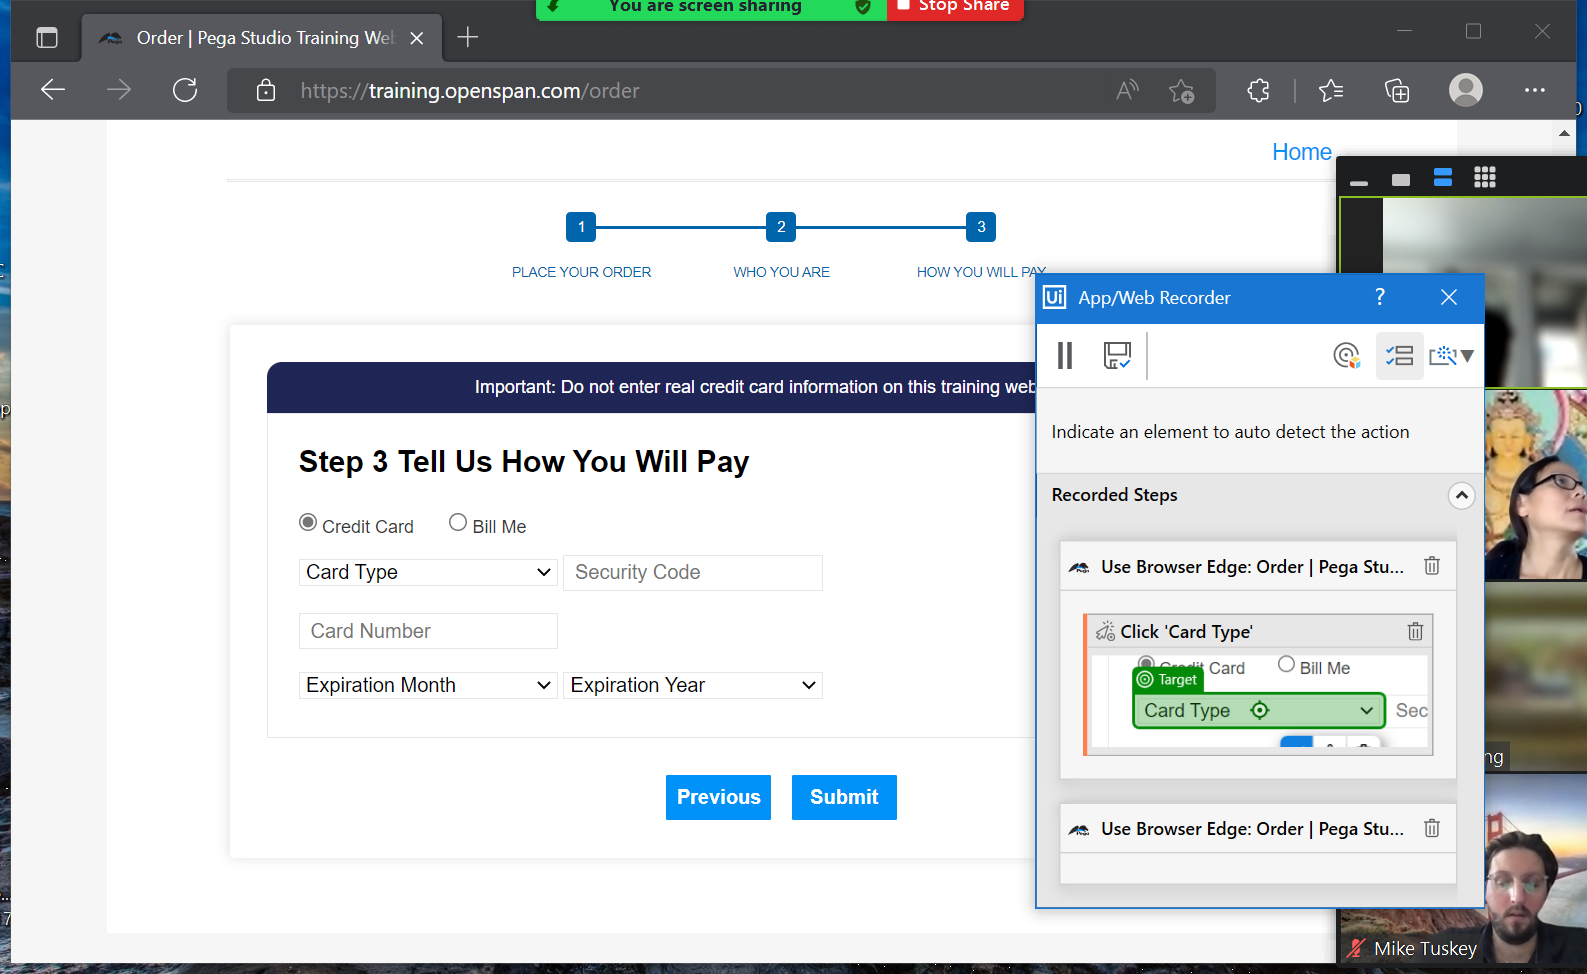 You are screen sharing
Stop Share
Order | Pega Studio Training Web
https://training.openspan.com/order
Home
1
2
3
PLACE YOUR ORDER
WHO YOU ARE
HOW YOU WILL PAY
Important: Do not enter real credit card information on this training web
Step 3 Tell Us How You Will Pay
Credit Card
Bill Me
Card Type
Security Code
Card Number
Expiration Month
Expiration Year
Previous
Submit
Ui App/Web Recorder
?
Indicate an element to auto detect the action
Recorded Steps
Use Browser Edge: Order | Pega Stu...
Click 'Card Type'
Credit Card
Bill Me
Target
Card Type
Sec
Use Browser Edge: Order | Pega Stu...
ng
Mike Tuskey